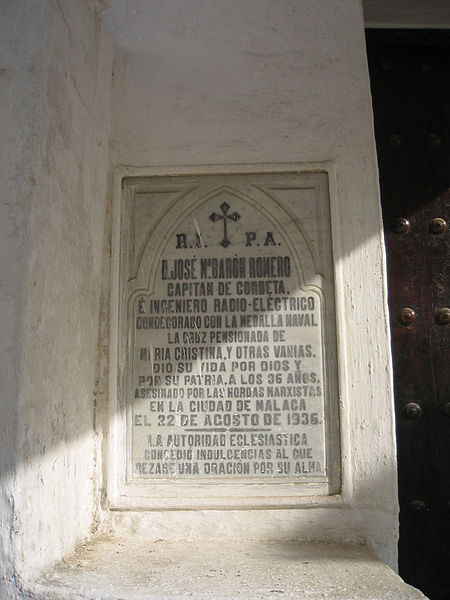 R.I. P.A.
D. JOSÉ Mª BARÓN ROMERO
CAPITAN DE CORBETA,
É INGENIERO RADIO-ELÉCTRICO
CONDECORADO CON LA MEDALLA NAVAL
LA CRUZ PENSIONADA DE
MARIA CRISTINA, Y OTRAS VARIAS.
DIO SU VIDA POR DIOS Y
POR SU PATRIA, A LOS 36 AÑOS,
ASESINADO POR LAS HORDAS MARXISTAS
EN LA CIUDAD DE MALAGA
EL 22 DE AGOSTO DE 1936.
LA AUTORIDAD ECLESIASTICA
CONCEDIO INDULGENCIAS AL QUE
REZARE UNA ORACIÓN POR SU ALMA